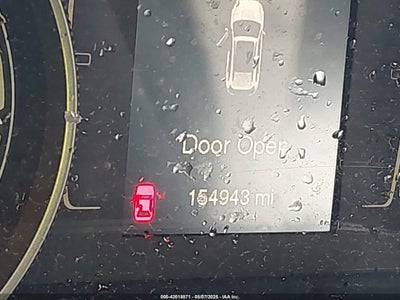 Door Open
154943 mi
000-42018871 - 05/07/2025 - IAA Inc.